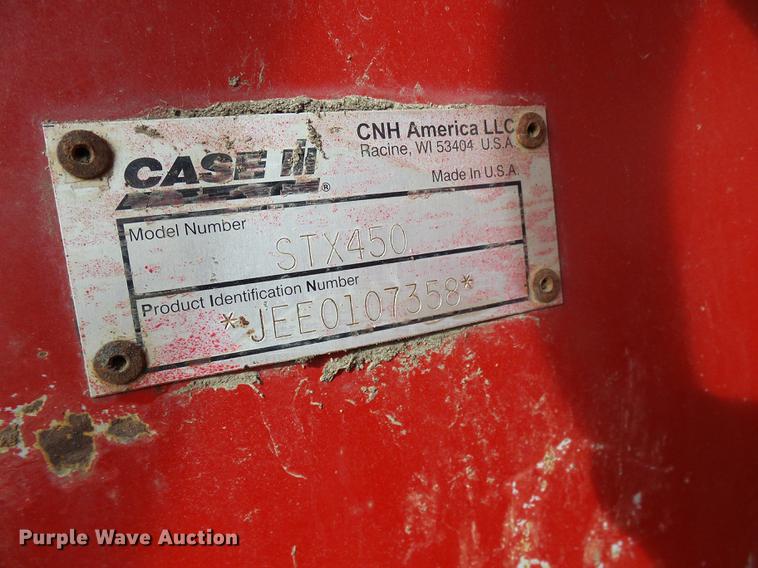 CASE IH
®
CNH America LLC
Racine, WI 53404 U.S.A.
Made In U.S.A.
Model Number
STX450
Product Identification Number
*JEE0107358*
Purple Wave Auction